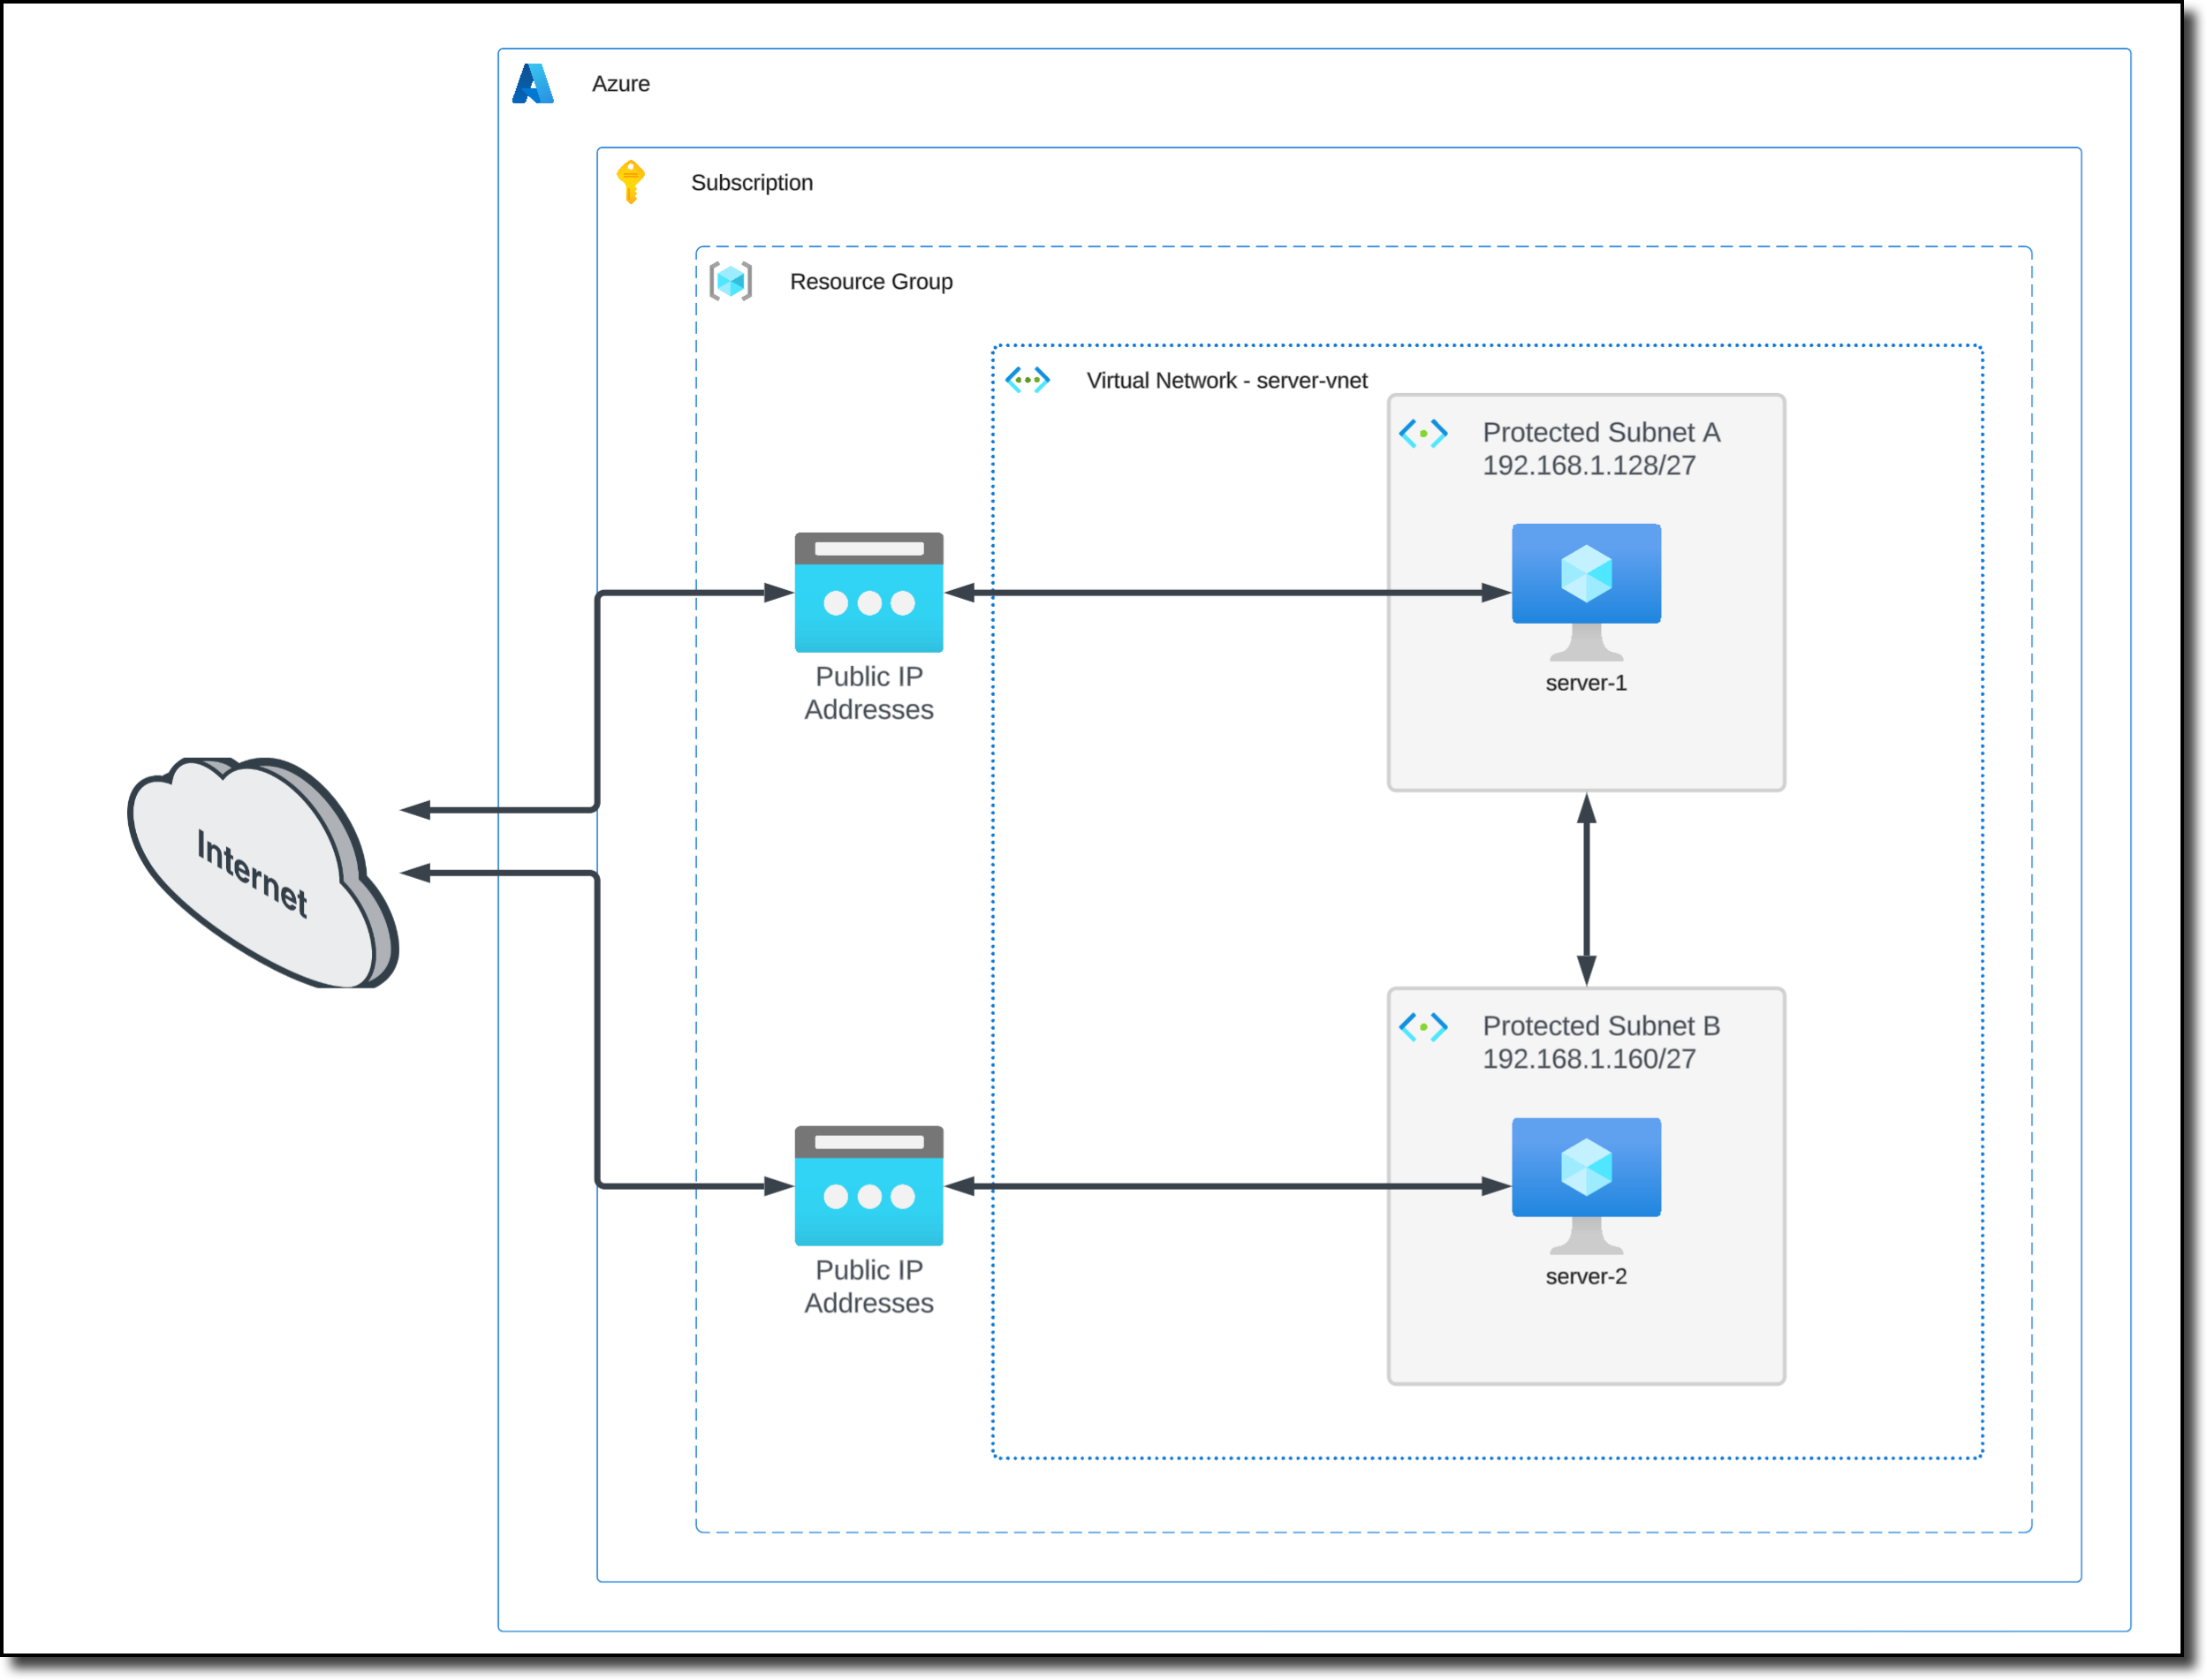 Azure
Subscription
Resource Group
Virtual Network - server-vnet
Protected Subnet A
192.168.1.128/27
server-1
Public IP
Addresses
Internet
Protected Subnet B
192.168.1.160/27
server-2
Public IP
Addresses